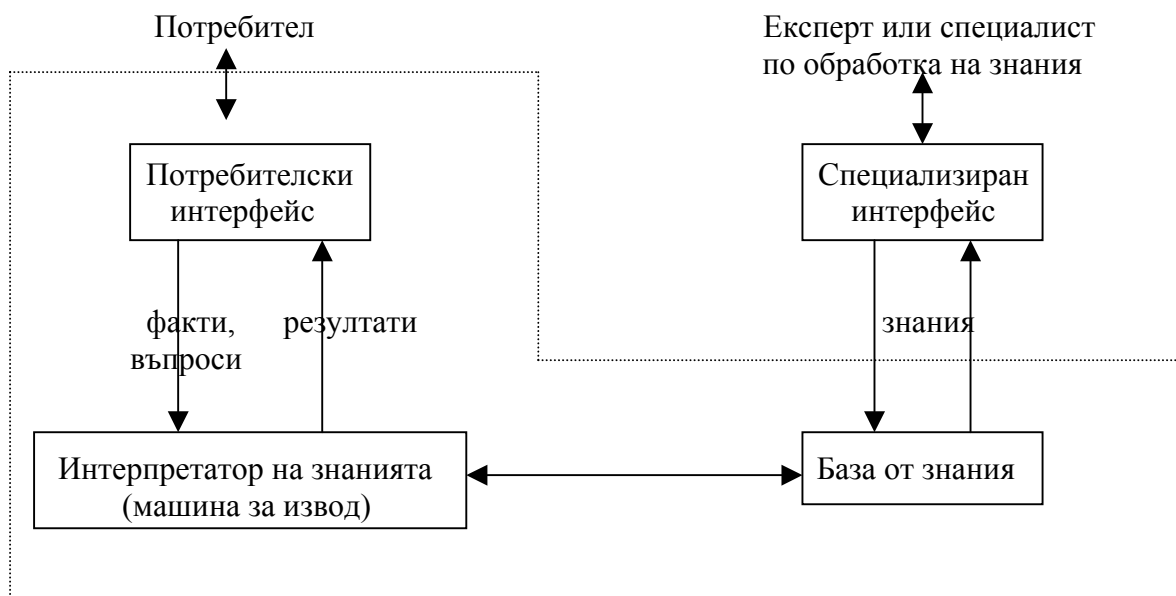 Потребител
Експерт или специалист
по обработка на знания
Потребителски
интерфейс
Специализиран
интерфейс
факти,
въпроси
резултати
знания
Интерпретатор на знанията
(машина за извод)
База от знания